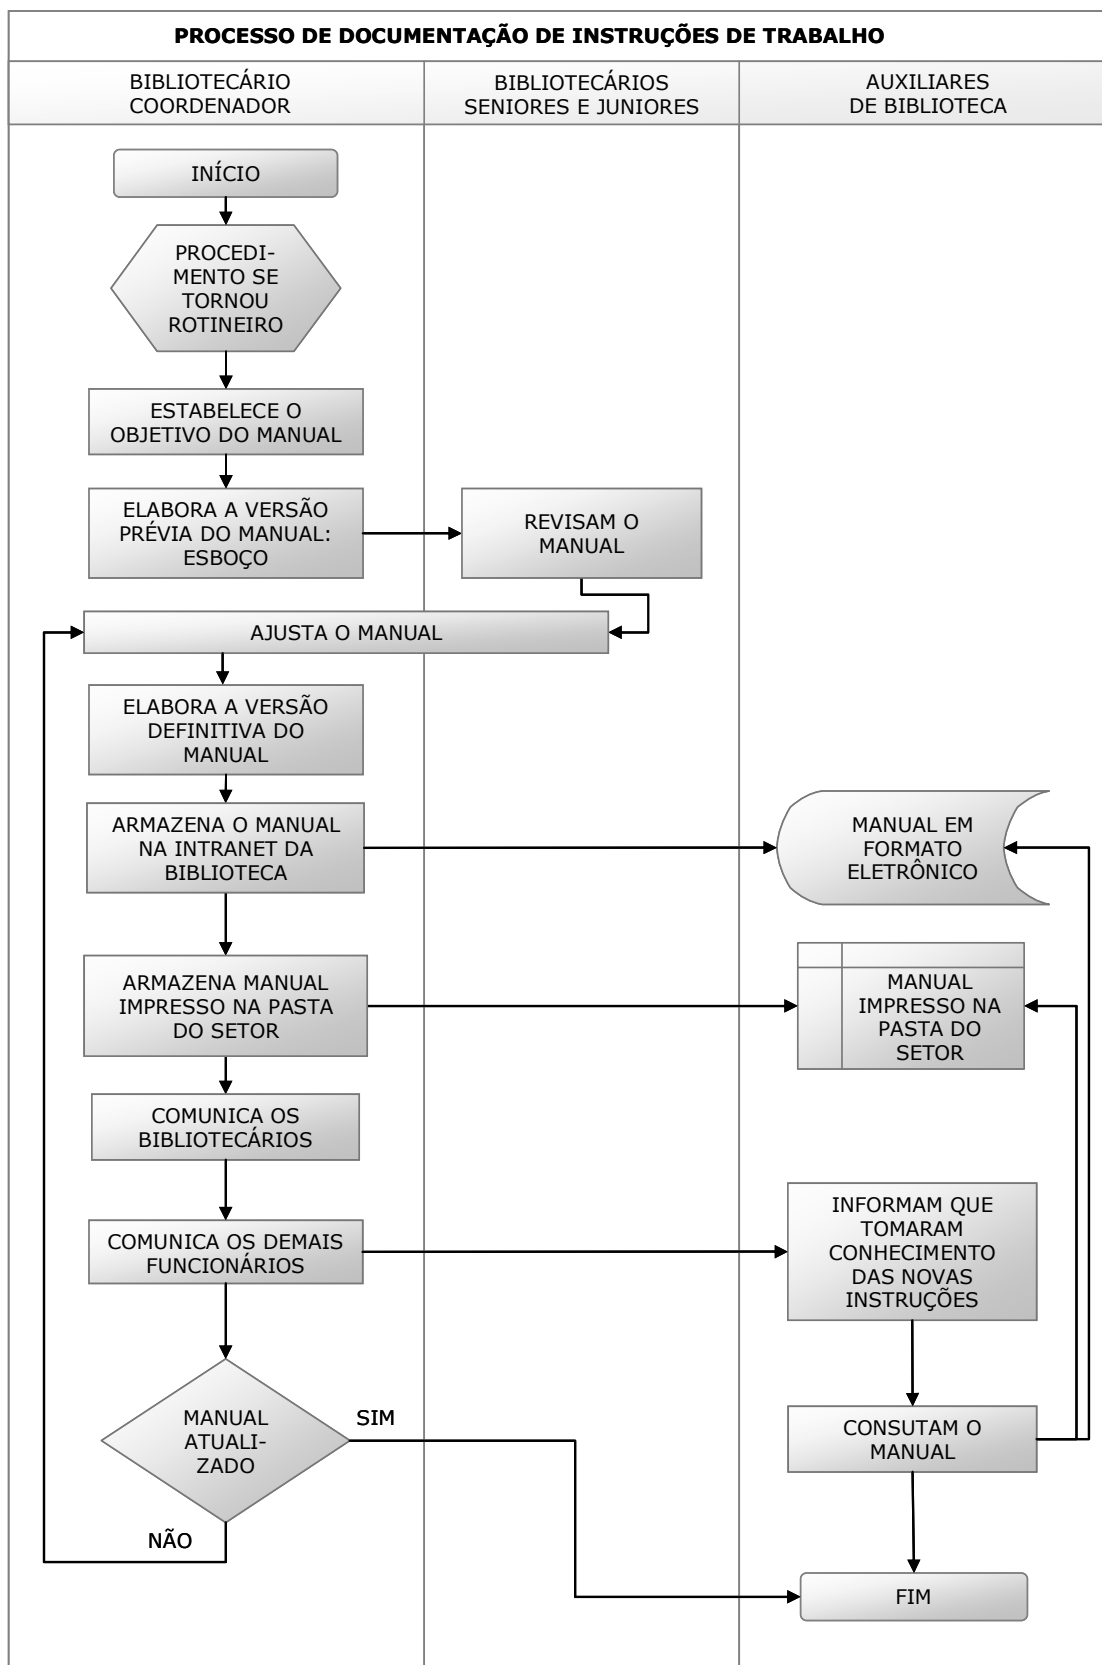 PROCESSO DE DOCUMENTAÇÃO DE INSTRUÇÕES DE TRABALHO
BIBLIOTECÁRIO
COORDENADOR
BIBLIOTECÁRIOS
SENIORES E JUNIORES
AUXILIARES
DE BIBLIOTECA
INÍCIO
PROCEDI-
MENTO SE
TORNOU
ROTINEIRO
ESTABELECE O
OBJETIVO DO MANUAL
ELABORA A VERSÃO
PRÉVIA DO MANUAL:
ESBOÇO
REVISAM O
MANUAL
AJUSTA O MANUAL
ELABORA A VERSÃO
DEFINITIVA DO
MANUAL
ARMAZENA O MANUAL
NA INTRANET DA
BIBLIOTECA
MANUAL EM
FORMATO
ELETRÔNICO
ARMAZENA MANUAL
IMPRESSO NA PASTA
DO SETOR
MANUAL
IMPRESSO NA
PASTA DO
SETOR
COMUNICA OS
BIBLIOTECÁRIOS
COMUNICA OS DEMAIS
FUNCIONÁRIOS
INFORMAM QUE
TOMARAM
CONHECIMENTO
DAS NOVAS
INSTRUÇÕES
MANUAL
ATUALI-
ZADO
SIM
CONSUTAM O
MANUAL
NÃO
FIM